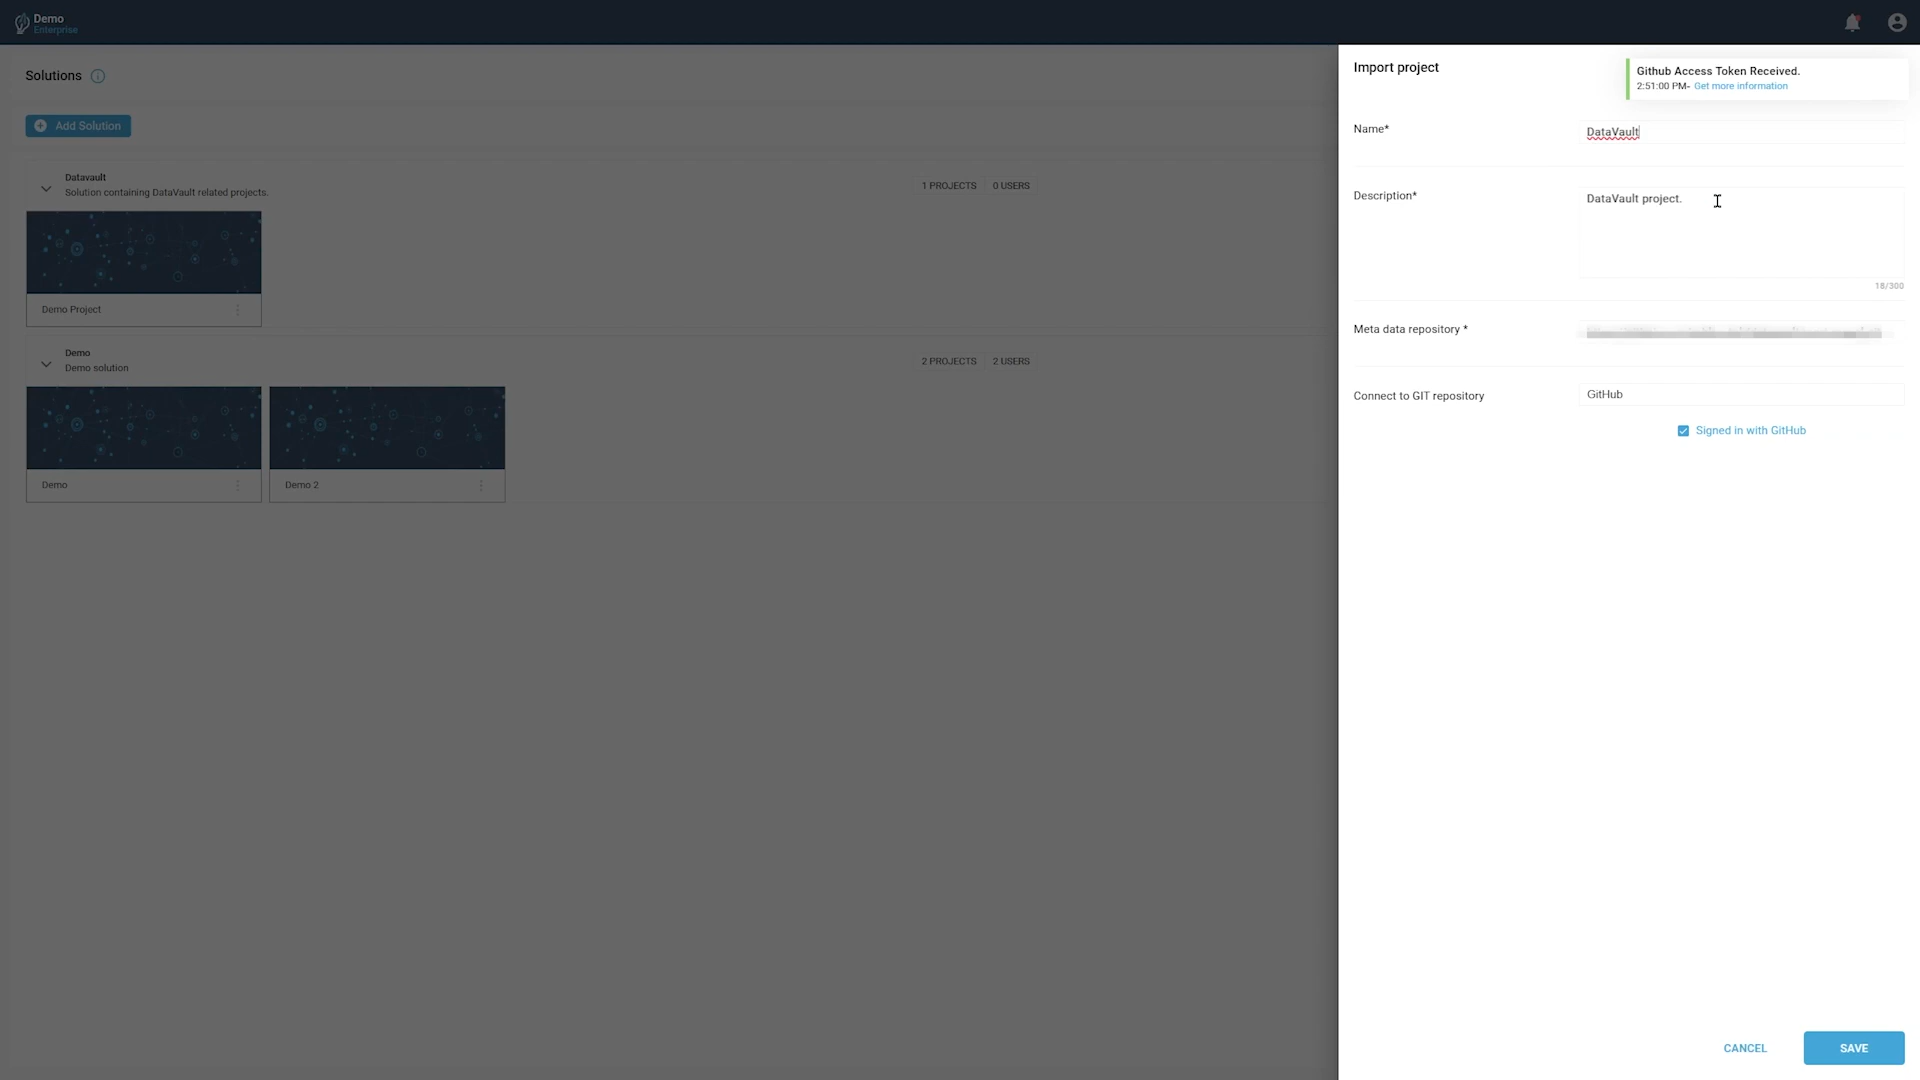 Demo
Enterprise
Solutions
Add Solution
Datavault
Solution containing DataVault related projects.
1 PROJECTS
0 USERS
Demo Project
Demo
Demo solution
2 PROJECTS
2 USERS
Demo
Demo 2
Import project
Github Access Token Received.
2:51:00 PM- Get more information
Name*
DataVault
Description*
DataVault project.
18/300
Meta data repository *
Connect to GIT repository
GitHub
Signed in with GitHub
CANCEL
SAVE